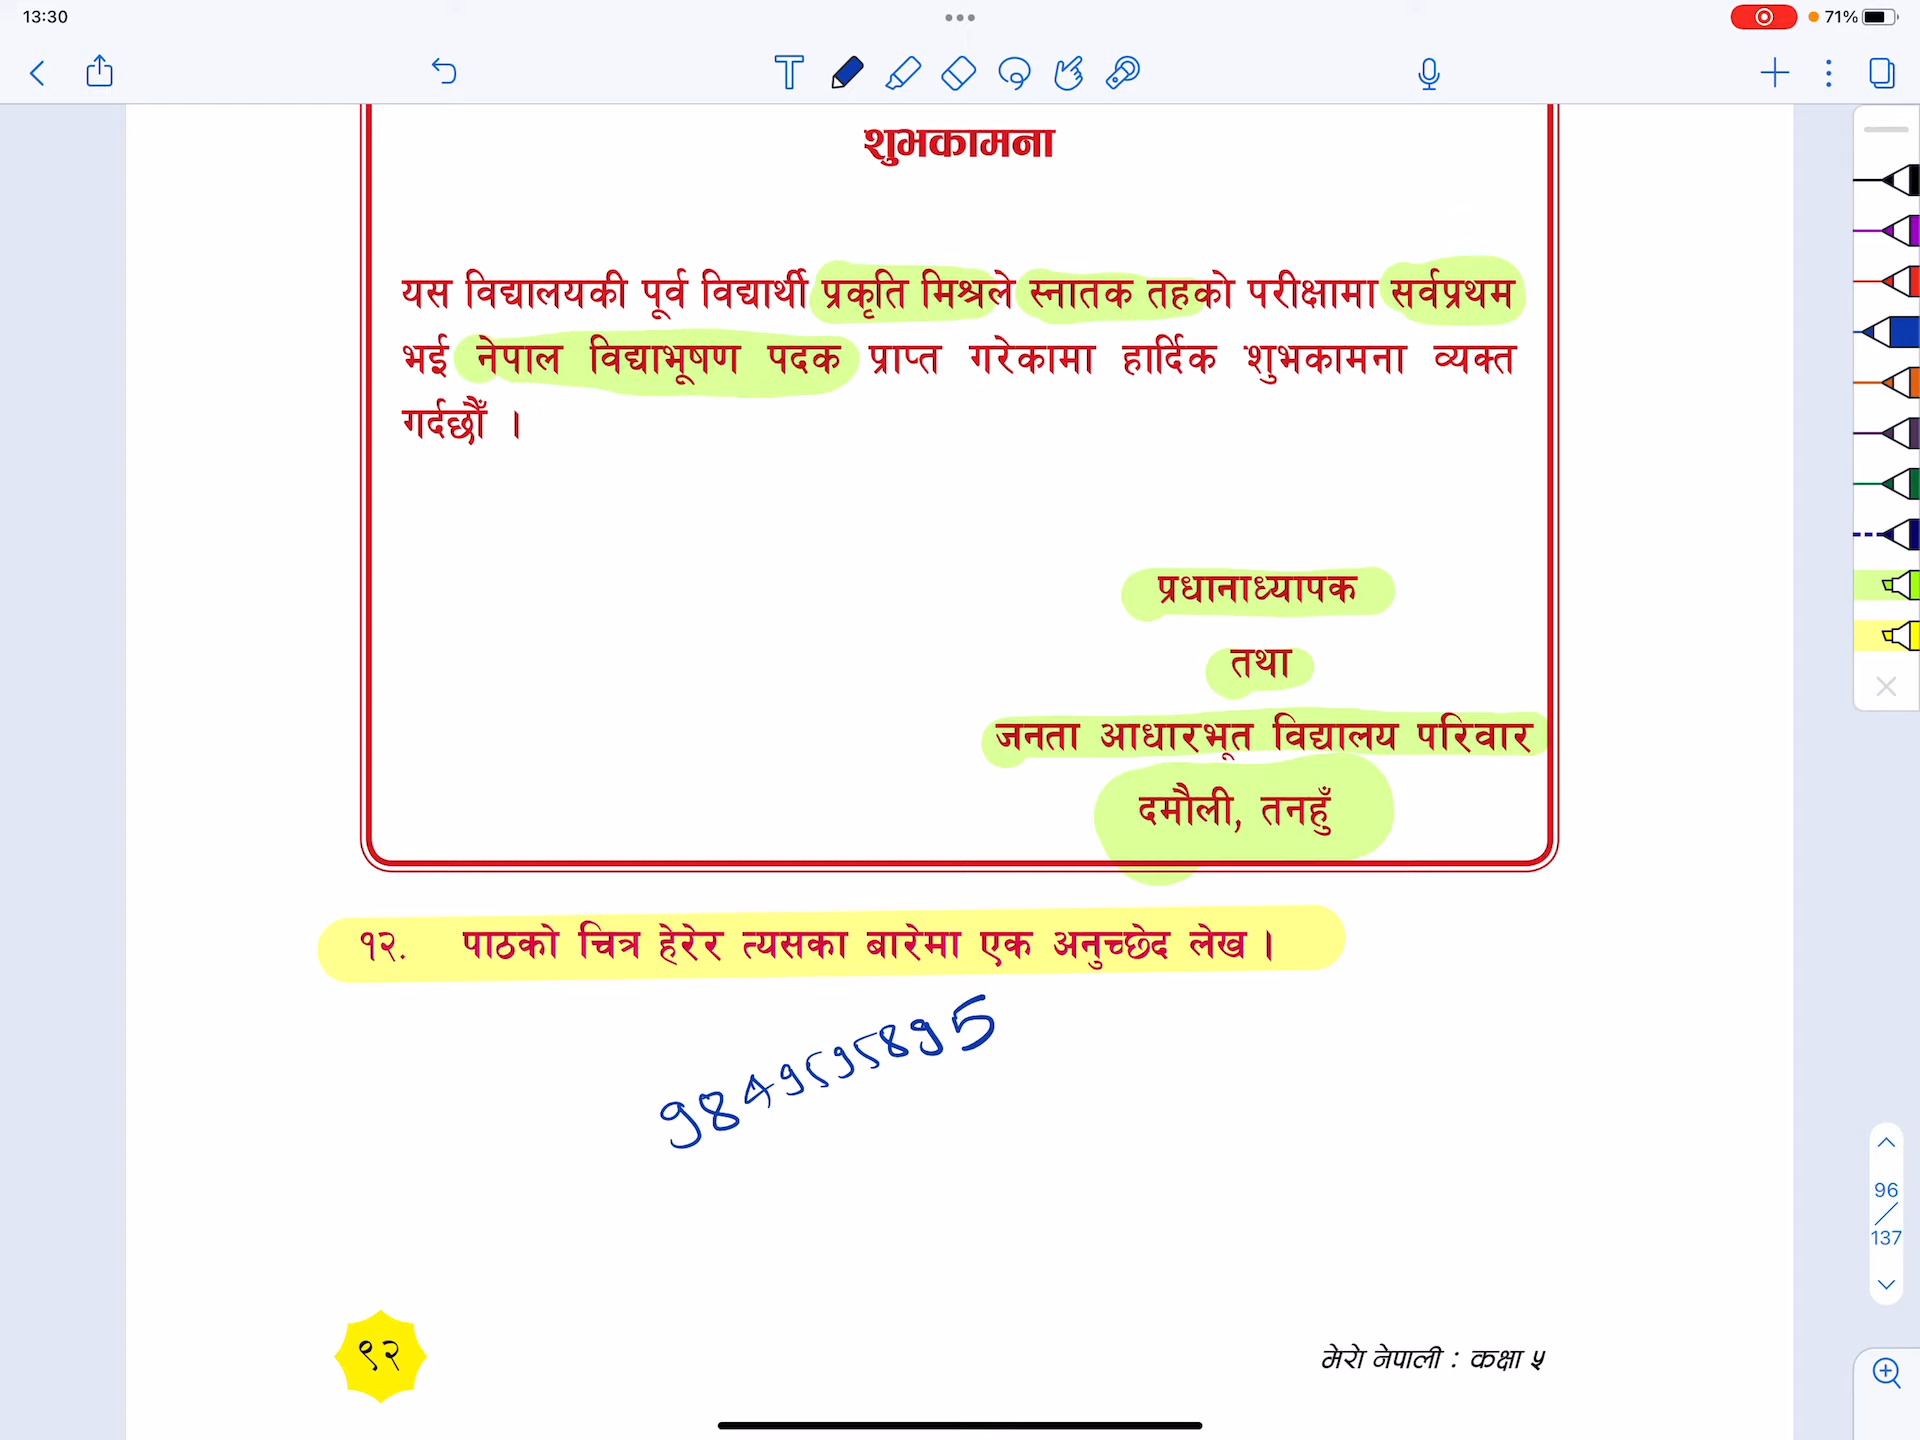 13:30
71%
शुभकामना
यस विद्यालयकी पूर्व विद्यार्थी प्रकृति मिश्रले स्नातक तहको परीक्षामा सर्वप्रथम
भई नेपाल विद्याभूषण पदक प्राप्त गरेकामा हार्दिक शुभकामना व्यक्त
गर्दछौँ ।
प्रधानाध्यापक
तथा
जनता आधारभूत विद्यालय परिवार
दमौली, तनहुँ
१२. पाठको चित्र हेरेर त्यसका बारेमा एक अनुच्छेद लेख ।
9849595895
96
137
९२
मेरो नेपाली : कक्षा ५